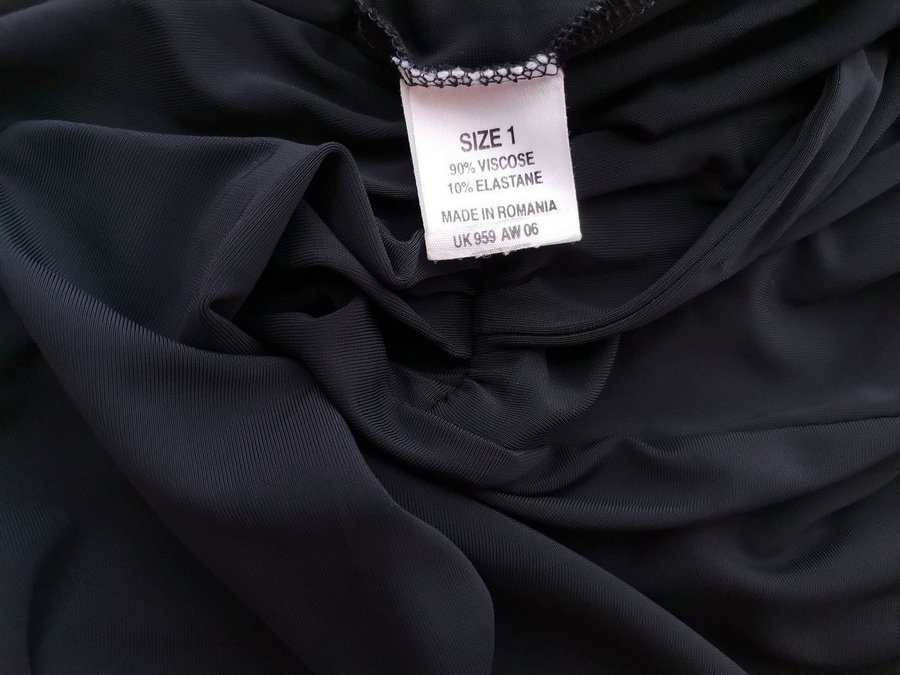 SIZE 1
90% VISCOSE
10% ELASTANE
MADE IN ROMANIA
UK 959 AW 06